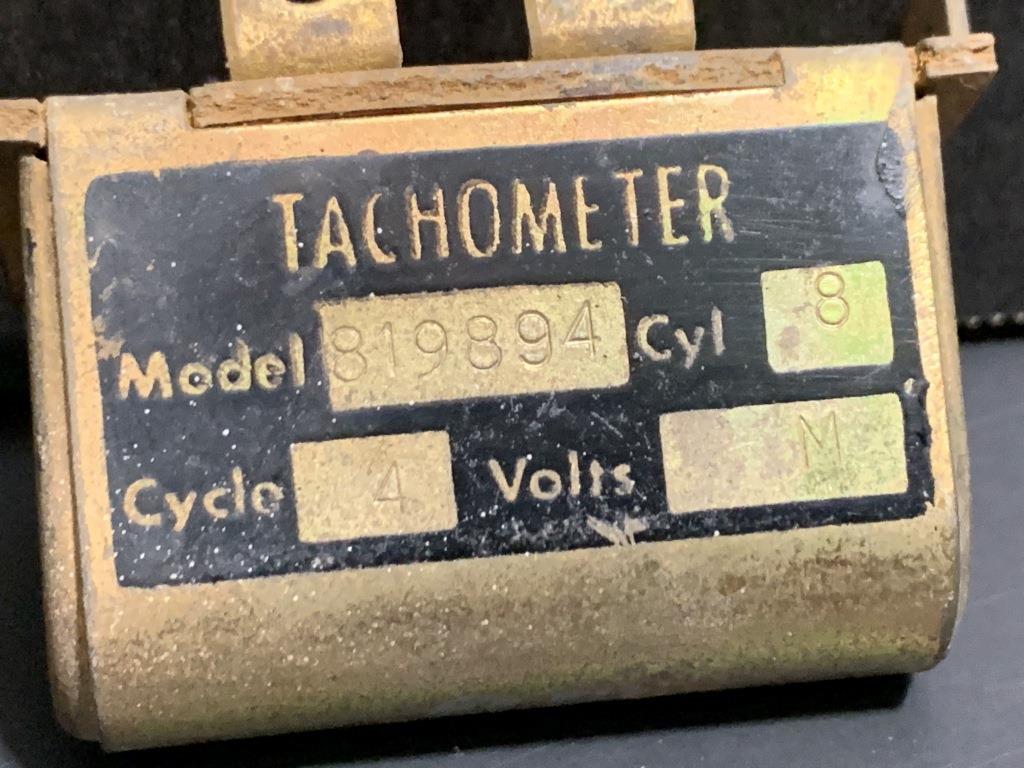 TACHOMETER
Model 819894 Cyl 8
Cycle 4 Volts M